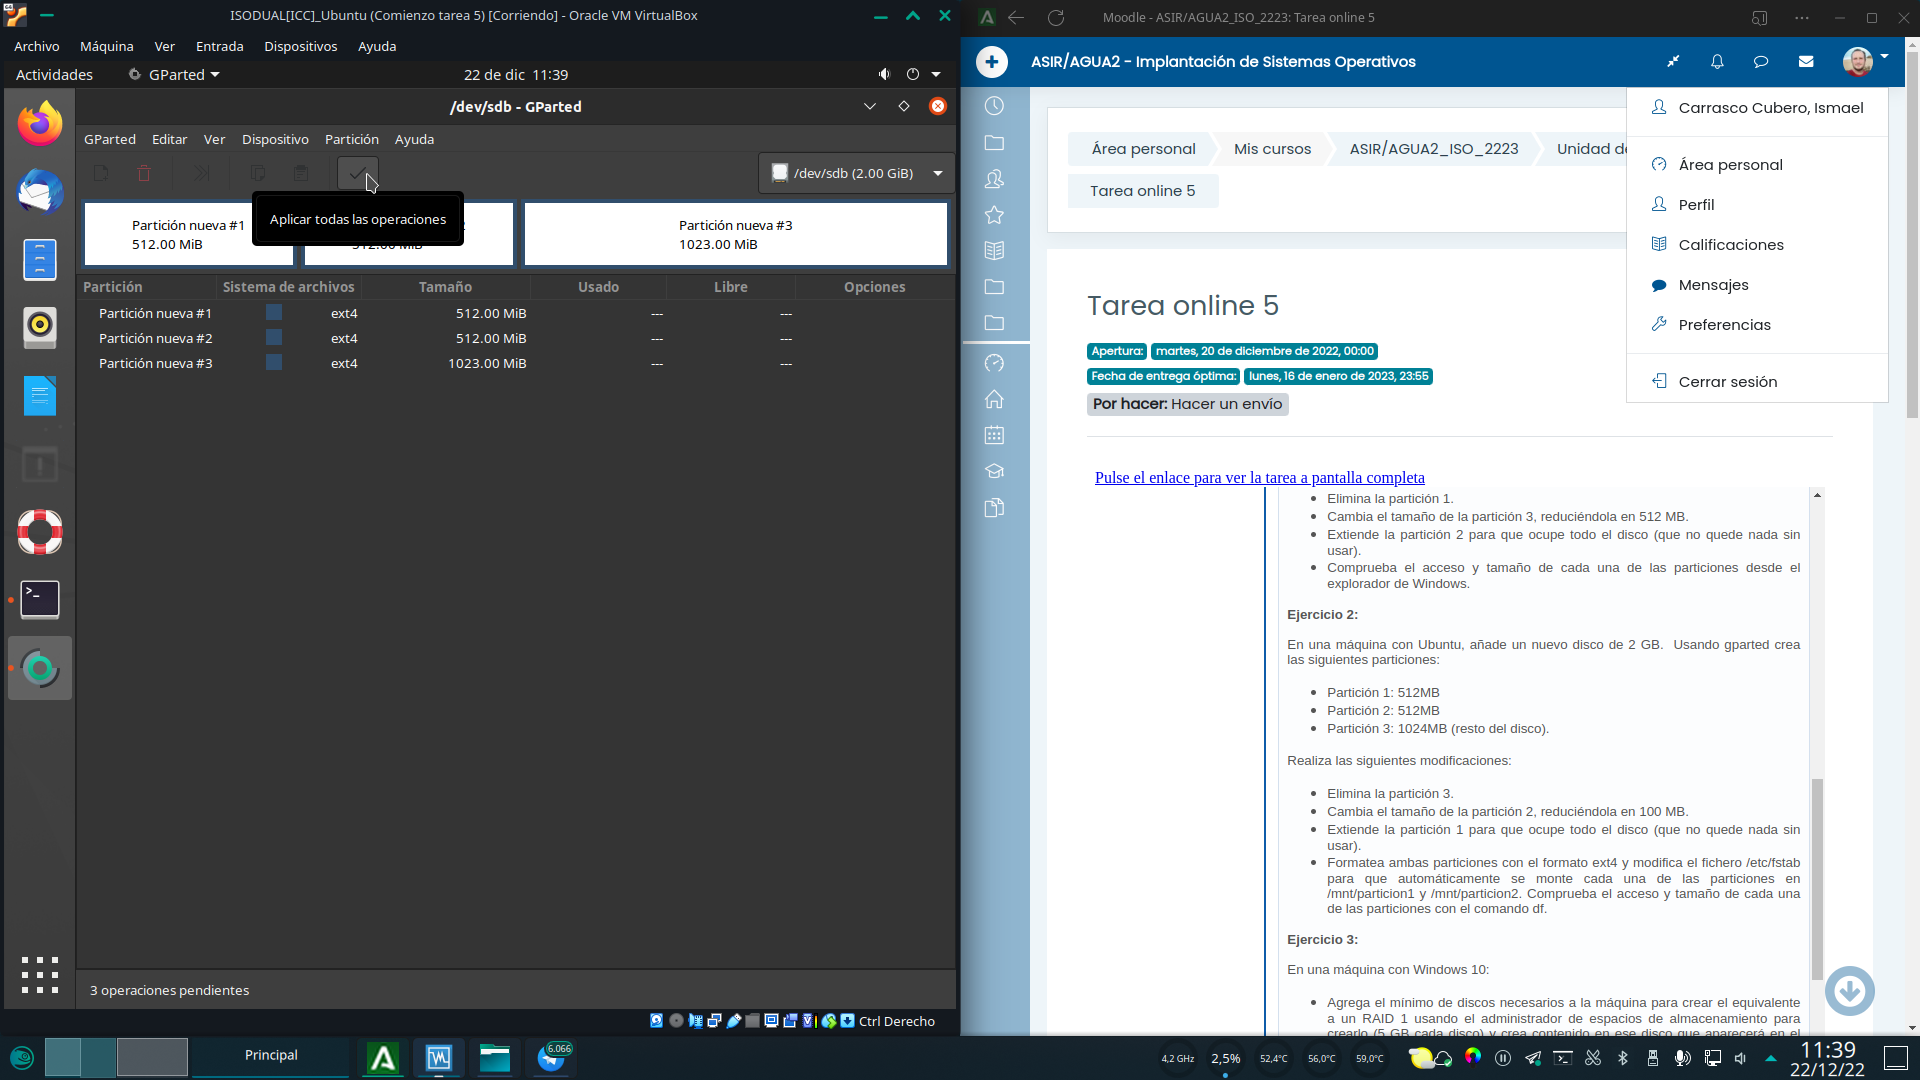 ISODUAL[ICC]_Ubuntu (Comienzo tarea 5) [Corriendo] - Oracle VM VirtualBox
Archivo Máquina Ver Entrada Dispositivos Ayuda
Actividades GParted 22 de dic 11:39
/dev/sdb - GParted
GParted Editar Ver Dispositivo Partición Ayuda
/dev/sdb (2.00 GiB)
Aplicar todas las operaciones
Partición nueva #1
512.00 MiB
Partición nueva #3
1023.00 MiB
Partición Sistema de archivos Tamaño Usado Libre Opciones
Partición nueva #1 ext4 512.00 MiB --- ---
Partición nueva #2 ext4 512.00 MiB --- ---
Partición nueva #3 ext4 1023.00 MiB --- ---
3 operaciones pendientes
Ctrl Derecho
Moodle - ASIR/AGUA2_ISO_2223: Tarea online 5
ASIR/AGUA2 - Implantación de Sistemas Operativos
Carrasco Cubero, Ismael
Área personal
Perfil
Calificaciones
Mensajes
Preferencias
Cerrar sesión
Área personal Mis cursos ASIR/AGUA2_ISO_2223 Unidad
Tarea online 5
Tarea online 5
Apertura: martes, 20 de diciembre de 2022, 00:00
Fecha de entrega óptima: lunes, 16 de enero de 2023, 23:55
Por hacer: Hacer un envío
Pulse el enlace para ver la tarea a pantalla completa
• Elimina la partición 1.
• Cambia el tamaño de la partición 3, reduciéndola en 512 MB.
• Extiende la partición 2 para que ocupe todo el disco (que no quede nada sin
usar).
• Comprueba el acceso y tamaño de cada una de las particiones desde el
explorador de Windows.
Ejercicio 2:
En una máquina con Ubuntu, añade un nuevo disco de 2 GB. Usando gparted crea
las siguientes particiones:
• Partición 1: 512MB
• Partición 2: 512MB
• Partición 3: 1024MB (resto del disco).
Realiza las siguientes modificaciones:
• Elimina la partición 3.
• Cambia el tamaño de la partición 2, reduciéndola en 100 MB.
• Extiende la partición 1 para que ocupe todo el disco (que no quede nada sin
usar).
• Formatea ambas particiones con el formato ext4 y modifica el fichero /etc/fstab
para que automáticamente se monte cada una de las particiones en
/mnt/particion1 y /mnt/particion2. Comprueba el acceso y tamaño de cada una
de las particiones con el comando df.
Ejercicio 3:
En una máquina con Windows 10:
• Agrega el mínimo de discos necesarios a la máquina para crear el equivalente
a un RAID 1 usando el administrador de espacios de almacenamiento para
crearlo (5 GB cada disco) y crea contenido en ese disco que aparecerá en el
Principal
6.066
4,2 GHz 2,5% 52,4°C 56,0°C 59,0°C
11:39
22/12/22